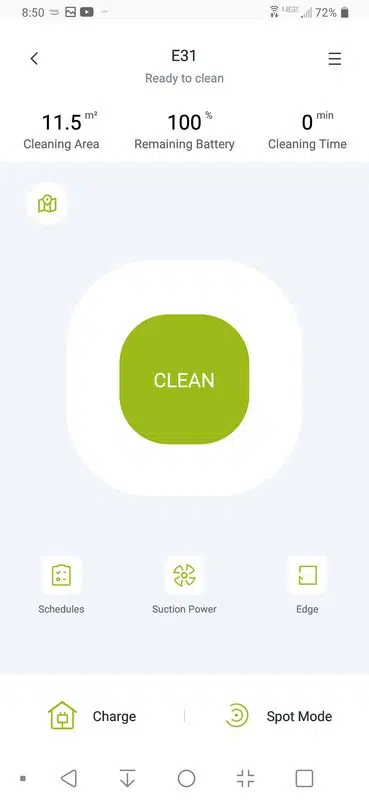 8:50 72%
E31
Ready to clean
11.5 m² 100 % 0 min
Cleaning Area Remaining Battery Cleaning Time
CLEAN
Schedules Suction Power Edge
Charge Spot Mode